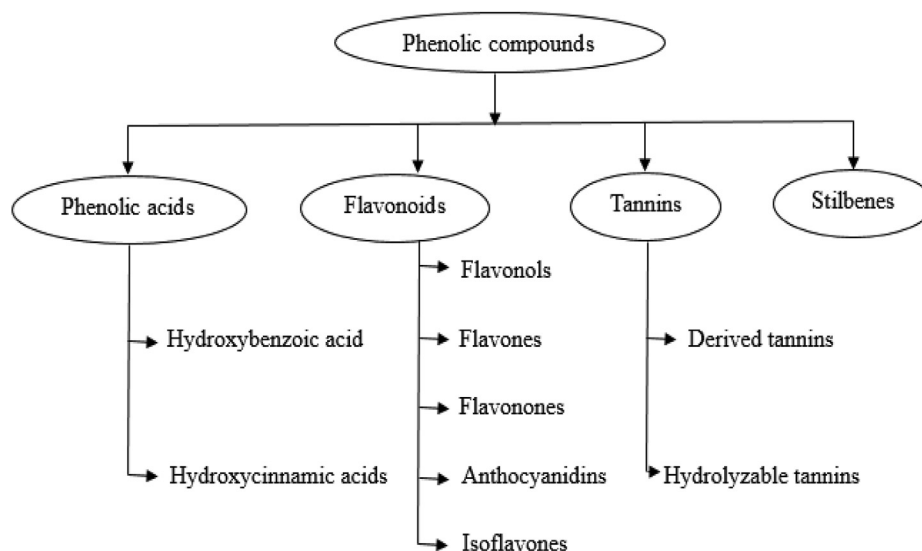 Phenolic compounds
Phenolic acids
Flavonoids
Tannins
Stilbenes
Flavonols
Hydroxybenzoic acid
Flavones
Derived tannins
Flavonones
Hydroxycinnamic acids
Anthocyanidins
Hydrolyzable tannins
Isoflavones